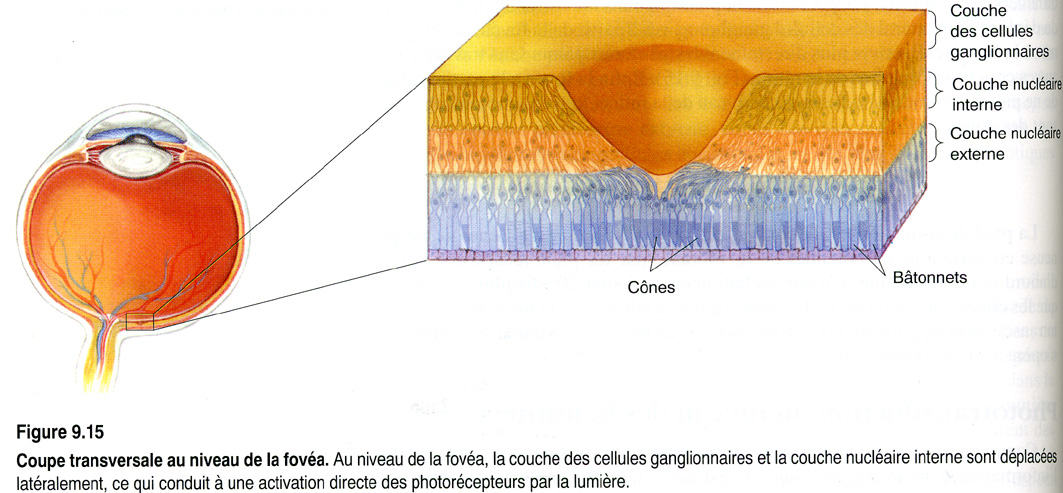 Couche
des cellules
ganglionnaires
Couche nucléaire
interne
Couche nucléaire
externe
Cônes
Bâtonnets
Figure 9.15
Coupe transversale au niveau de la fovéa. Au niveau de la fovéa, la couche des cellules ganglionnaires et la couche nucléaire interne sont déplacées
latéralement, ce qui conduit à une activation directe des photorécepteurs par la lumière.